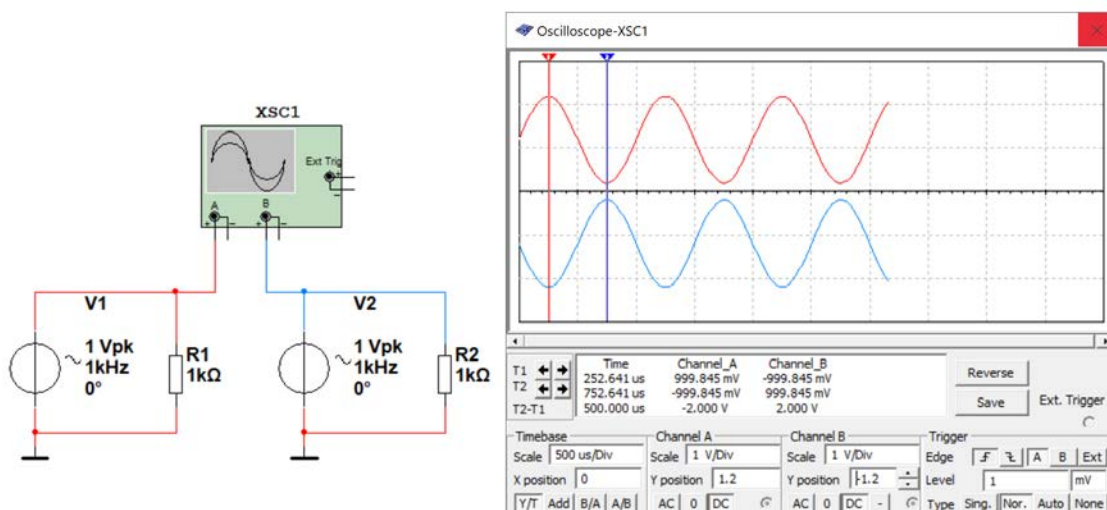 XSC1
Ext Trig
+
−
A
B
+ − + −
V1
1 Vpk
1kHz
0°
R1
1kΩ
V2
1 Vpk
1kHz
0°
R2
1kΩ
Oscilloscope-XSC1
1 2
Time Channel_A Channel_B
T1 252.641 us 999.845 mV -999.845 mV
T2 752.641 us -999.845 mV 999.845 mV
T2-T1 500.000 us -2.000 V 2.000 V
Reverse
Save
Ext. Trigger
Timebase
Scale 500 us/Div
X position 0
Y/T Add B/A A/B
Channel A
Scale 1 V/Div
Y position 1.2
AC 0 DC
Channel B
Scale 1 V/Div
Y position -1.2
AC 0 DC -
Trigger
Edge A B Ext
Level 1 mV
Type Sing. Nor. Auto None